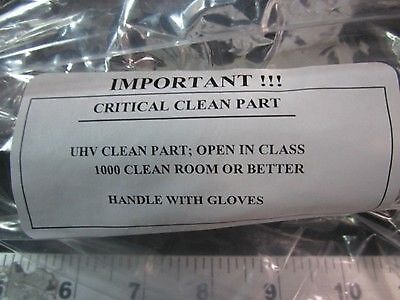 IMPORTANT !!!
CRITICAL CLEAN PART
UHV CLEAN PART; OPEN IN CLASS
1000 CLEAN ROOM OR BETTER
HANDLE WITH GLOVES
5 6 7 8 9 10